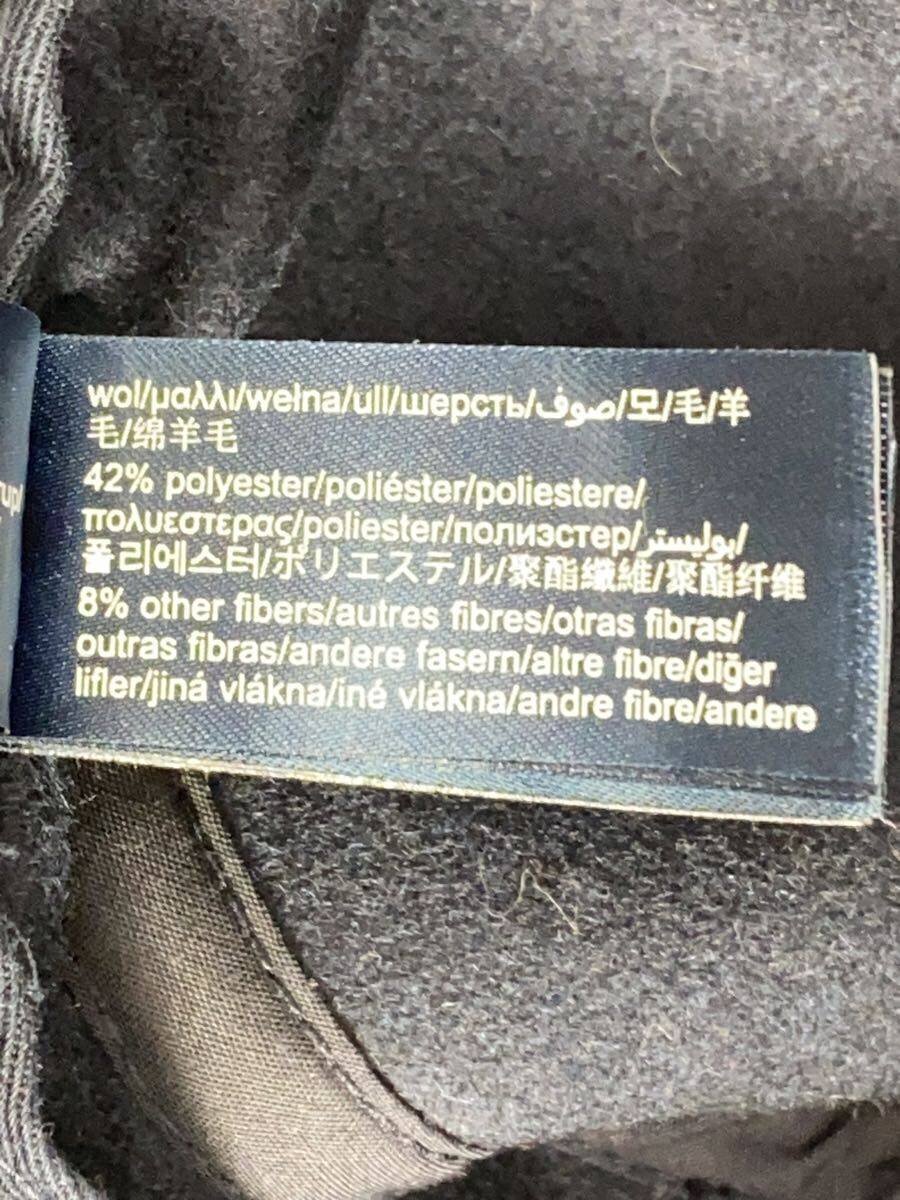 wol/μαλλι/wełna/ull/шерсть/صوف/모/毛/羊
毛/绵羊毛
42% polyester/poliéster/poliestere/
πολυεστερας/poliester/полиэстер/بوليستر/
폴리에스터/ポリエステル/聚酯纖維/聚酯纤维
8% other fibers/autres fibres/otras fibras/
outras fibras/andere fasern/altre fibre/diğer
lifler/jiná vlákna/iné vlákna/andre fibre/andere